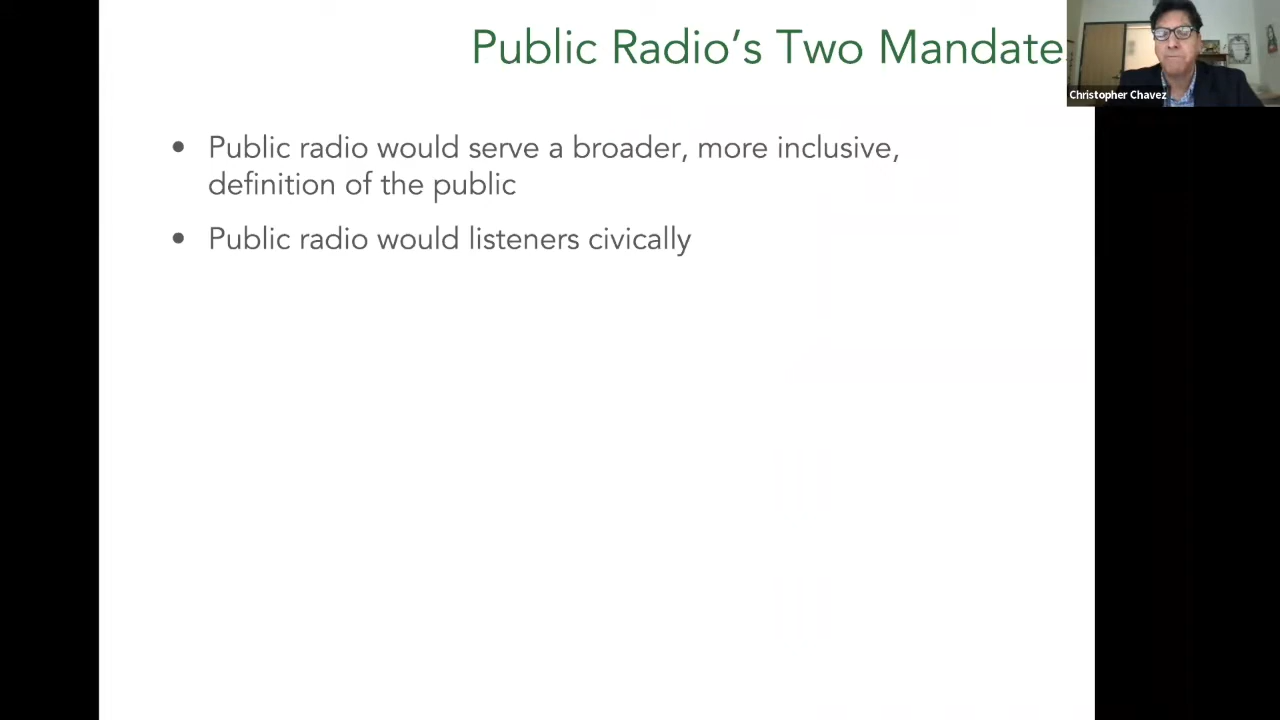 Public Radio's Two Mandate
Christopher Chavez
• Public radio would serve a broader, more inclusive,
definition of the public
• Public radio would listeners civically